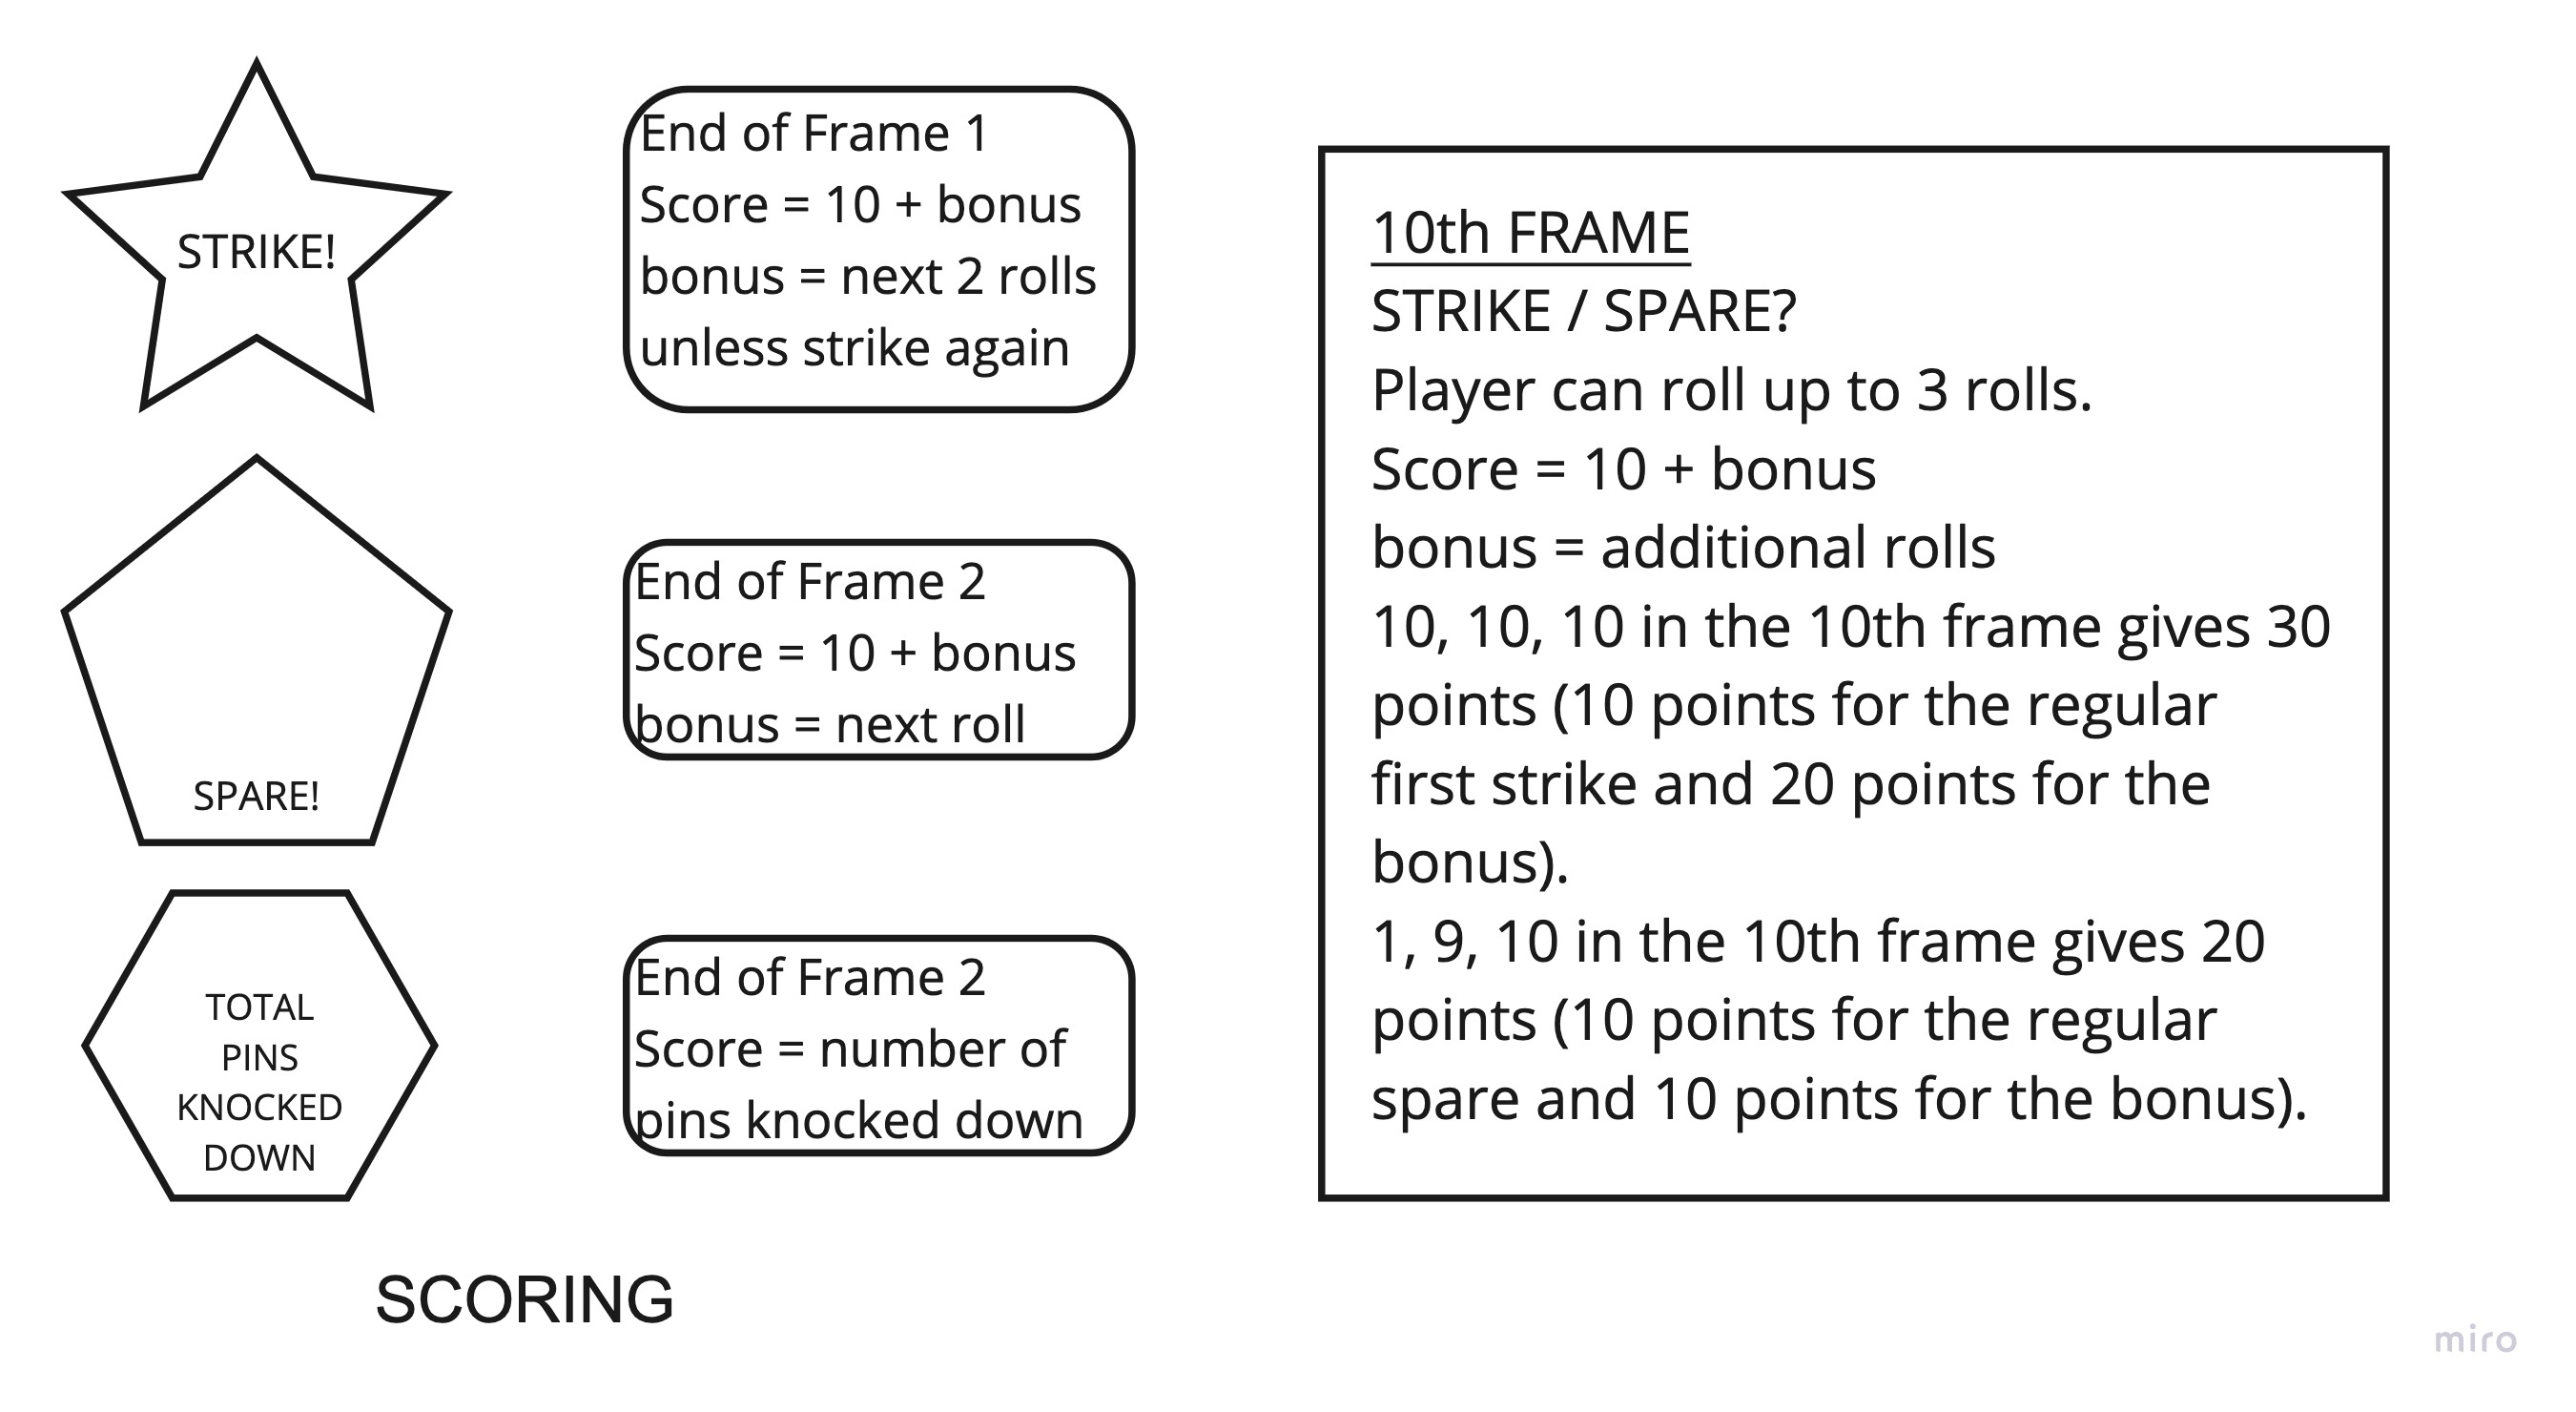 STRIKE!
End of Frame 1
Score = 10 + bonus
bonus = next 2 rolls
unless strike again
SPARE!
End of Frame 2
Score = 10 + bonus
bonus = next roll
TOTAL
PINS
KNOCKED
DOWN
End of Frame 2
Score = number of
pins knocked down
SCORING
10th FRAME
STRIKE / SPARE?
Player can roll up to 3 rolls.
Score = 10 + bonus
bonus = additional rolls
10, 10, 10 in the 10th frame gives 30
points (10 points for the regular
first strike and 20 points for the
bonus).
1, 9, 10 in the 10th frame gives 20
points (10 points for the regular
spare and 10 points for the bonus).
miro